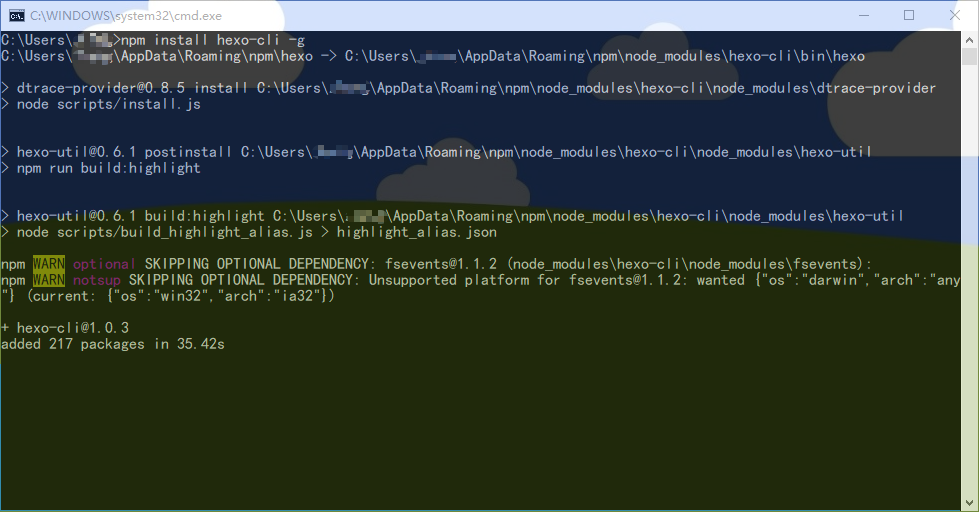 C:\WINDOWS\system32\cmd.exe
C:\Users\ >npm install hexo-cli -g
C:\Users\ \AppData\Roaming\npm\hexo -> C:\Users\ \AppData\Roaming\npm\node_modules\hexo-cli\bin\hexo
> dtrace-provider@0.8.5 install C:\Users\ \AppData\Roaming\npm\node_modules\hexo-cli\node_modules\dtrace-provider
> node scripts/install.js
> hexo-util@0.6.1 postinstall C:\Users\ \AppData\Roaming\npm\node_modules\hexo-cli\node_modules\hexo-util
> npm run build:highlight
> hexo-util@0.6.1 build:highlight C:\Users\ \AppData\Roaming\npm\node_modules\hexo-cli\node_modules\hexo-util
> node scripts/build_highlight_alias.js > highlight_alias.json
npm WARN optional SKIPPING OPTIONAL DEPENDENCY: fsevents@1.1.2 (node_modules\hexo-cli\node_modules\fsevents):
npm WARN notsup SKIPPING OPTIONAL DEPENDENCY: Unsupported platform for fsevents@1.1.2: wanted {"os":"darwin","arch":"any
"} (current: {"os":"win32","arch":"ia32"})
+ hexo-cli@1.0.3
added 217 packages in 35.42s